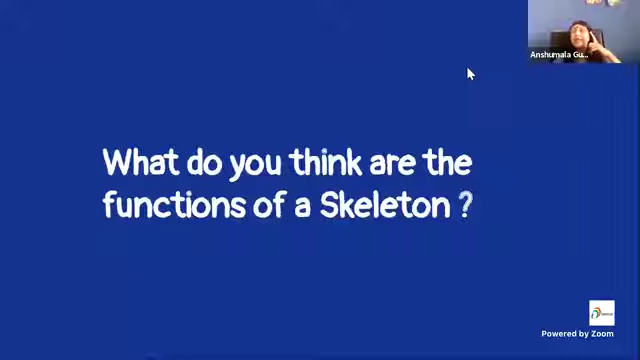 Anshumala Gu...
What do you think are the
functions of a Skeleton ?
Powered by Zoom